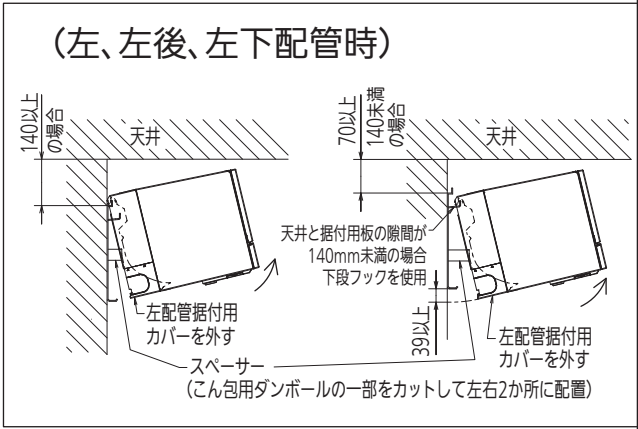 (左、左後、左下配管時)
140以上
の場合
天井
70以上
140未満
の場合
天井
天井と据付用板の隙間が
140mm未満の場合
下段フックを使用
39以上
左配管据付用
カバーを外す
左配管据付用
カバーを外す
スペーサー
(こん包用ダンボールの一部をカットして左右2か所に配置)